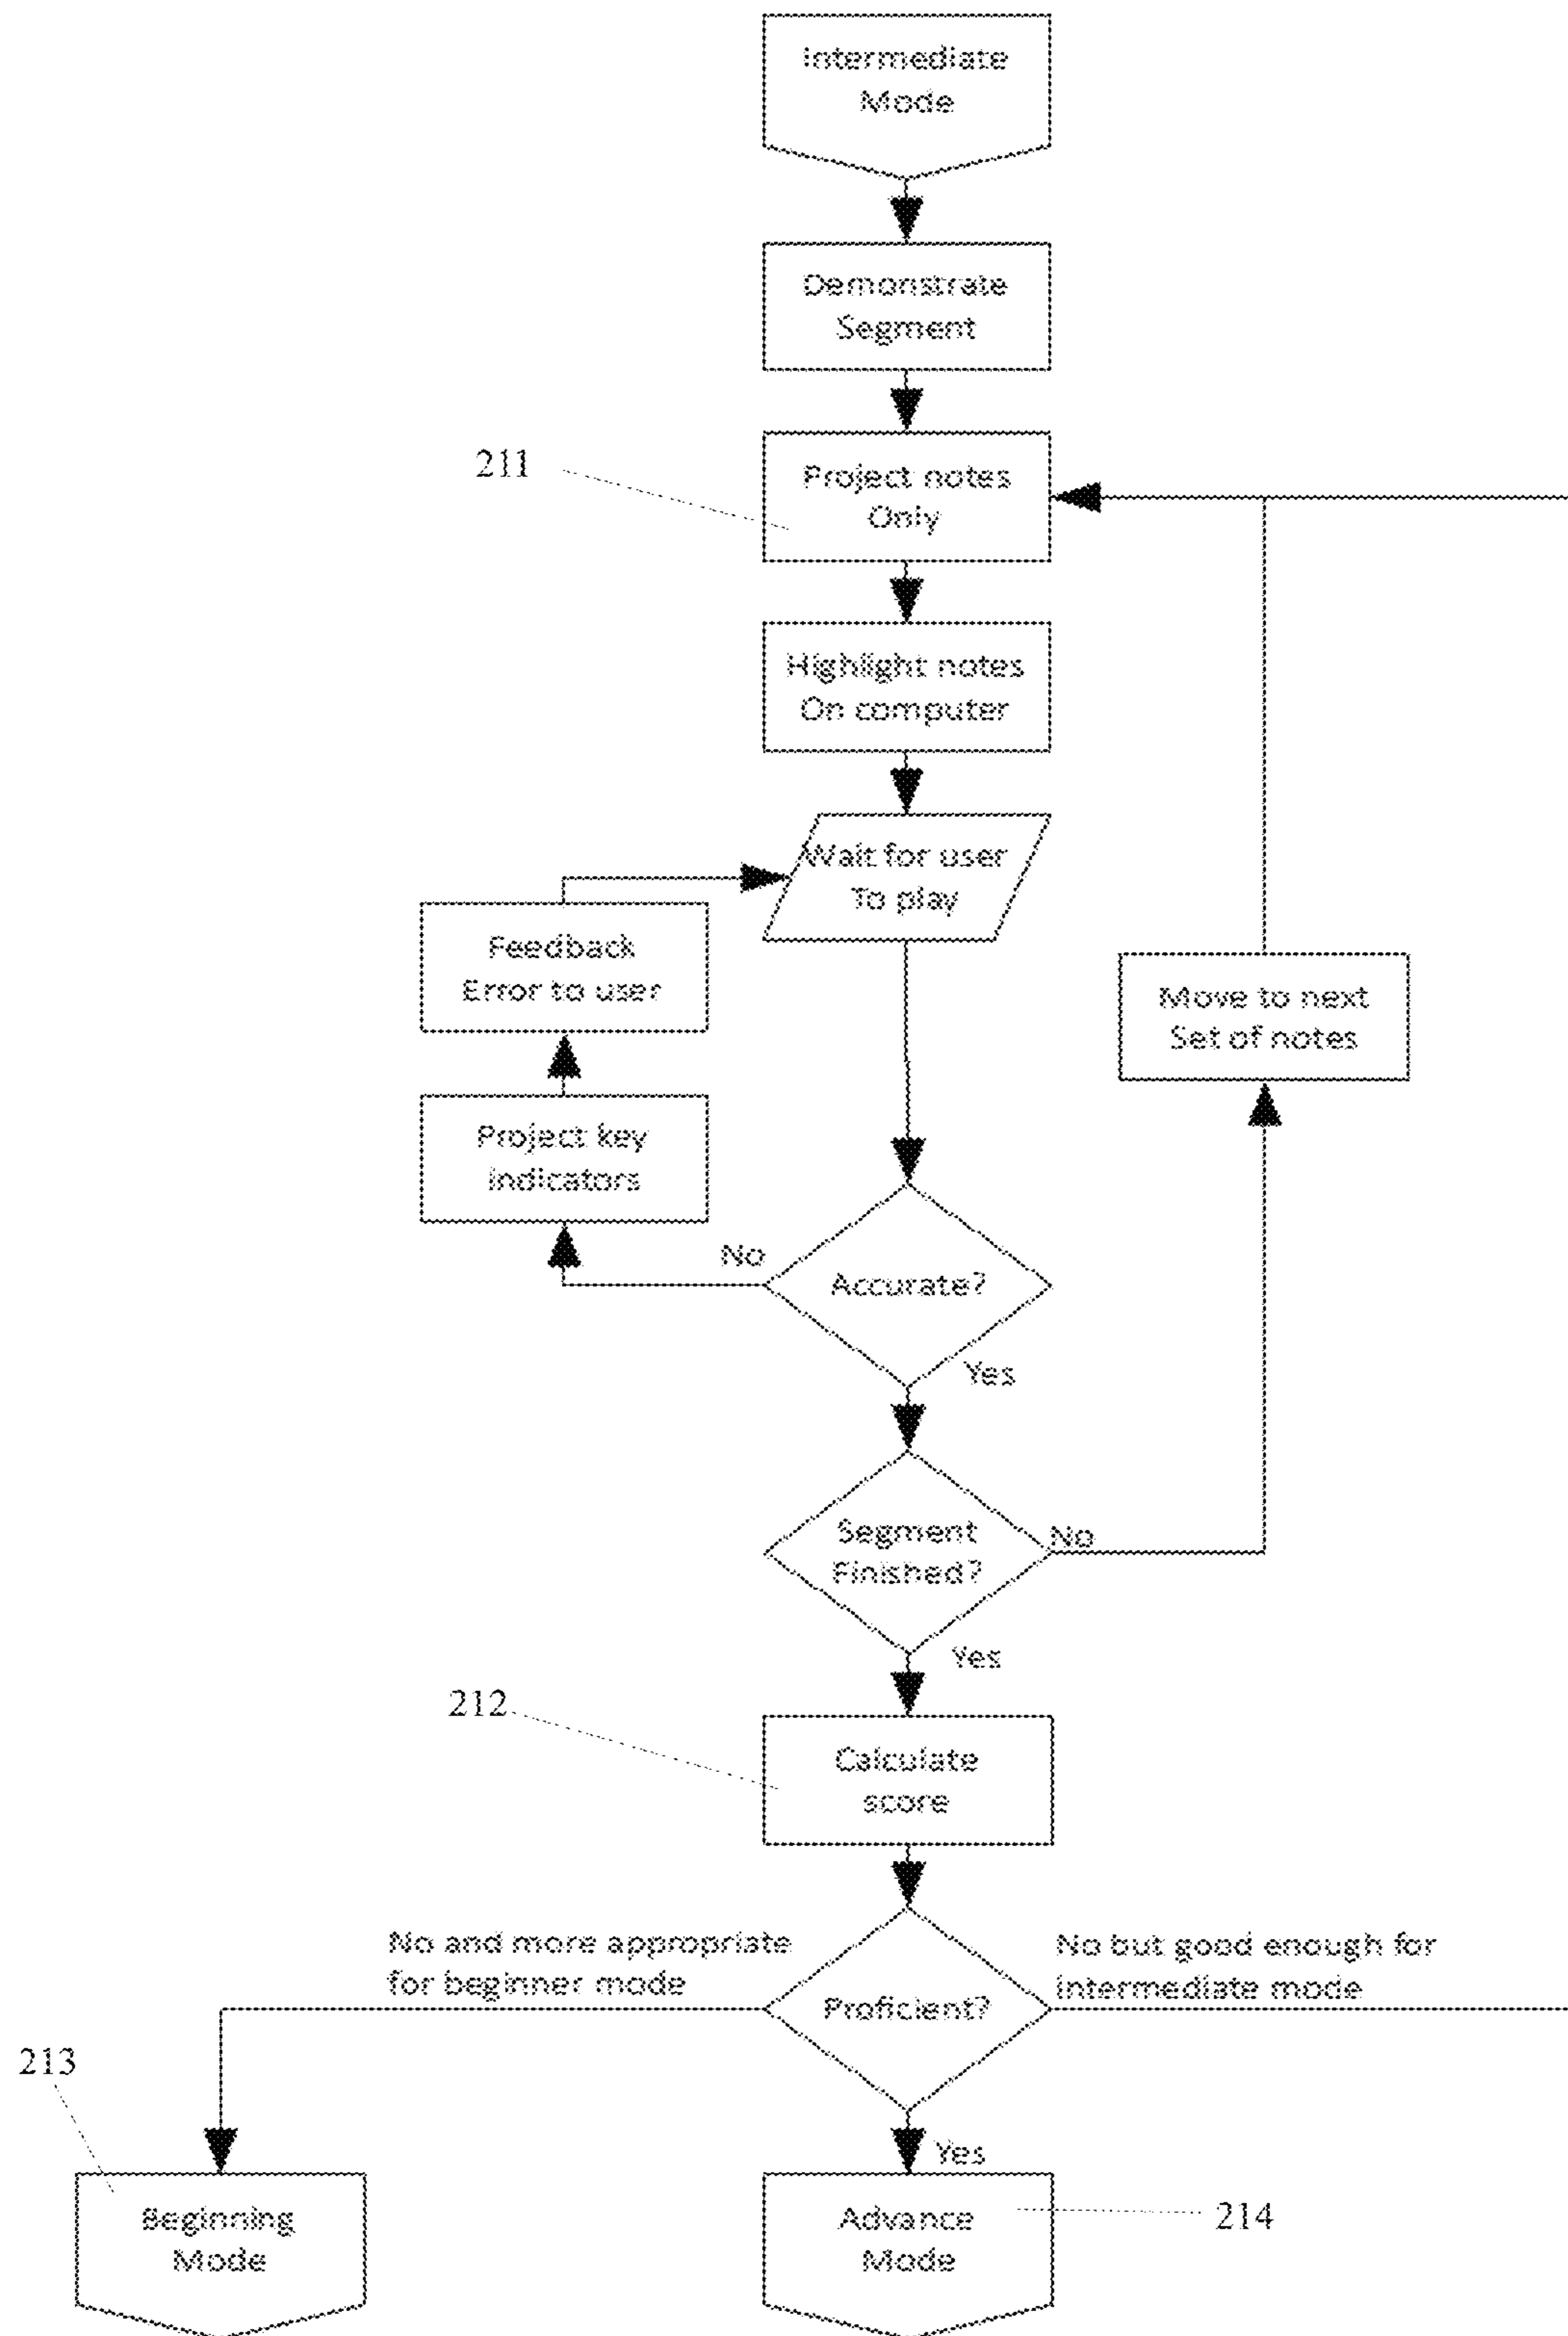 Intermediate
Mode
Demonstrate
Segment
211
Project notes
Only
Highlight notes
On computer
Wait for user
To play
Feedback
Error to user
Move to next
Set of notes
Project key
indicators
No
Accurate?
Yes
Segment
Finished?
No
Yes
212
Calculate
score
No and more appropriate
for beginner mode
No but good enough for
intermediate mode
Proficient?
213
Yes
Beginning
Mode
Advance
Mode
214